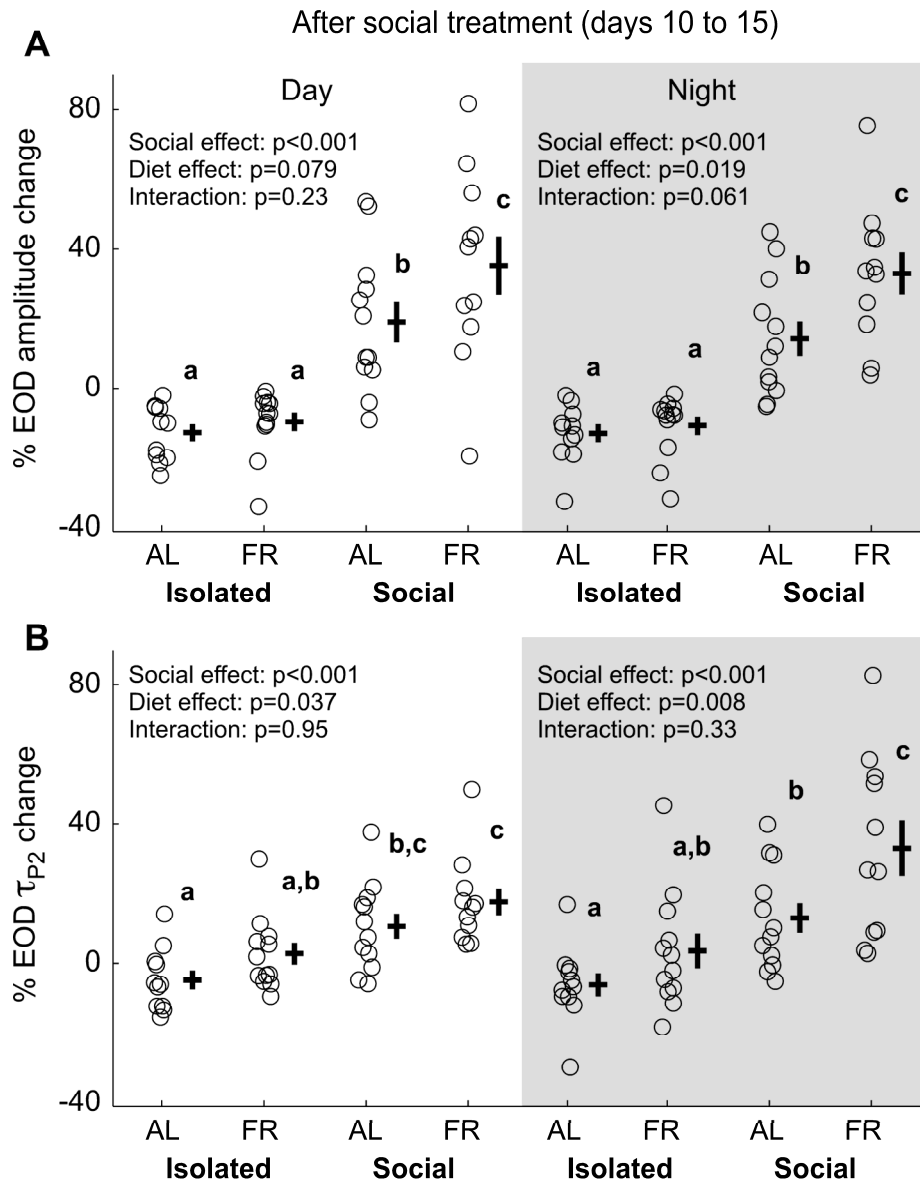 After social treatment (days 10 to 15)
A
Day
Night
Social effect: p<0.001
Diet effect: p=0.079
Interaction: p=0.23
Social effect: p<0.001
Diet effect: p=0.019
Interaction: p=0.061
% EOD amplitude change
80
40
0
-40
a
a
b
c
a
a
b
c
AL FR AL FR AL FR AL FR
Isolated Social Isolated Social
B
Social effect: p<0.001
Diet effect: p=0.037
Interaction: p=0.95
Social effect: p<0.001
Diet effect: p=0.008
Interaction: p=0.33
% EOD τP2 change
80
40
0
-40
a
a,b
b,c
c
a
a,b
b
c
AL FR AL FR AL FR AL FR
Isolated Social Isolated Social